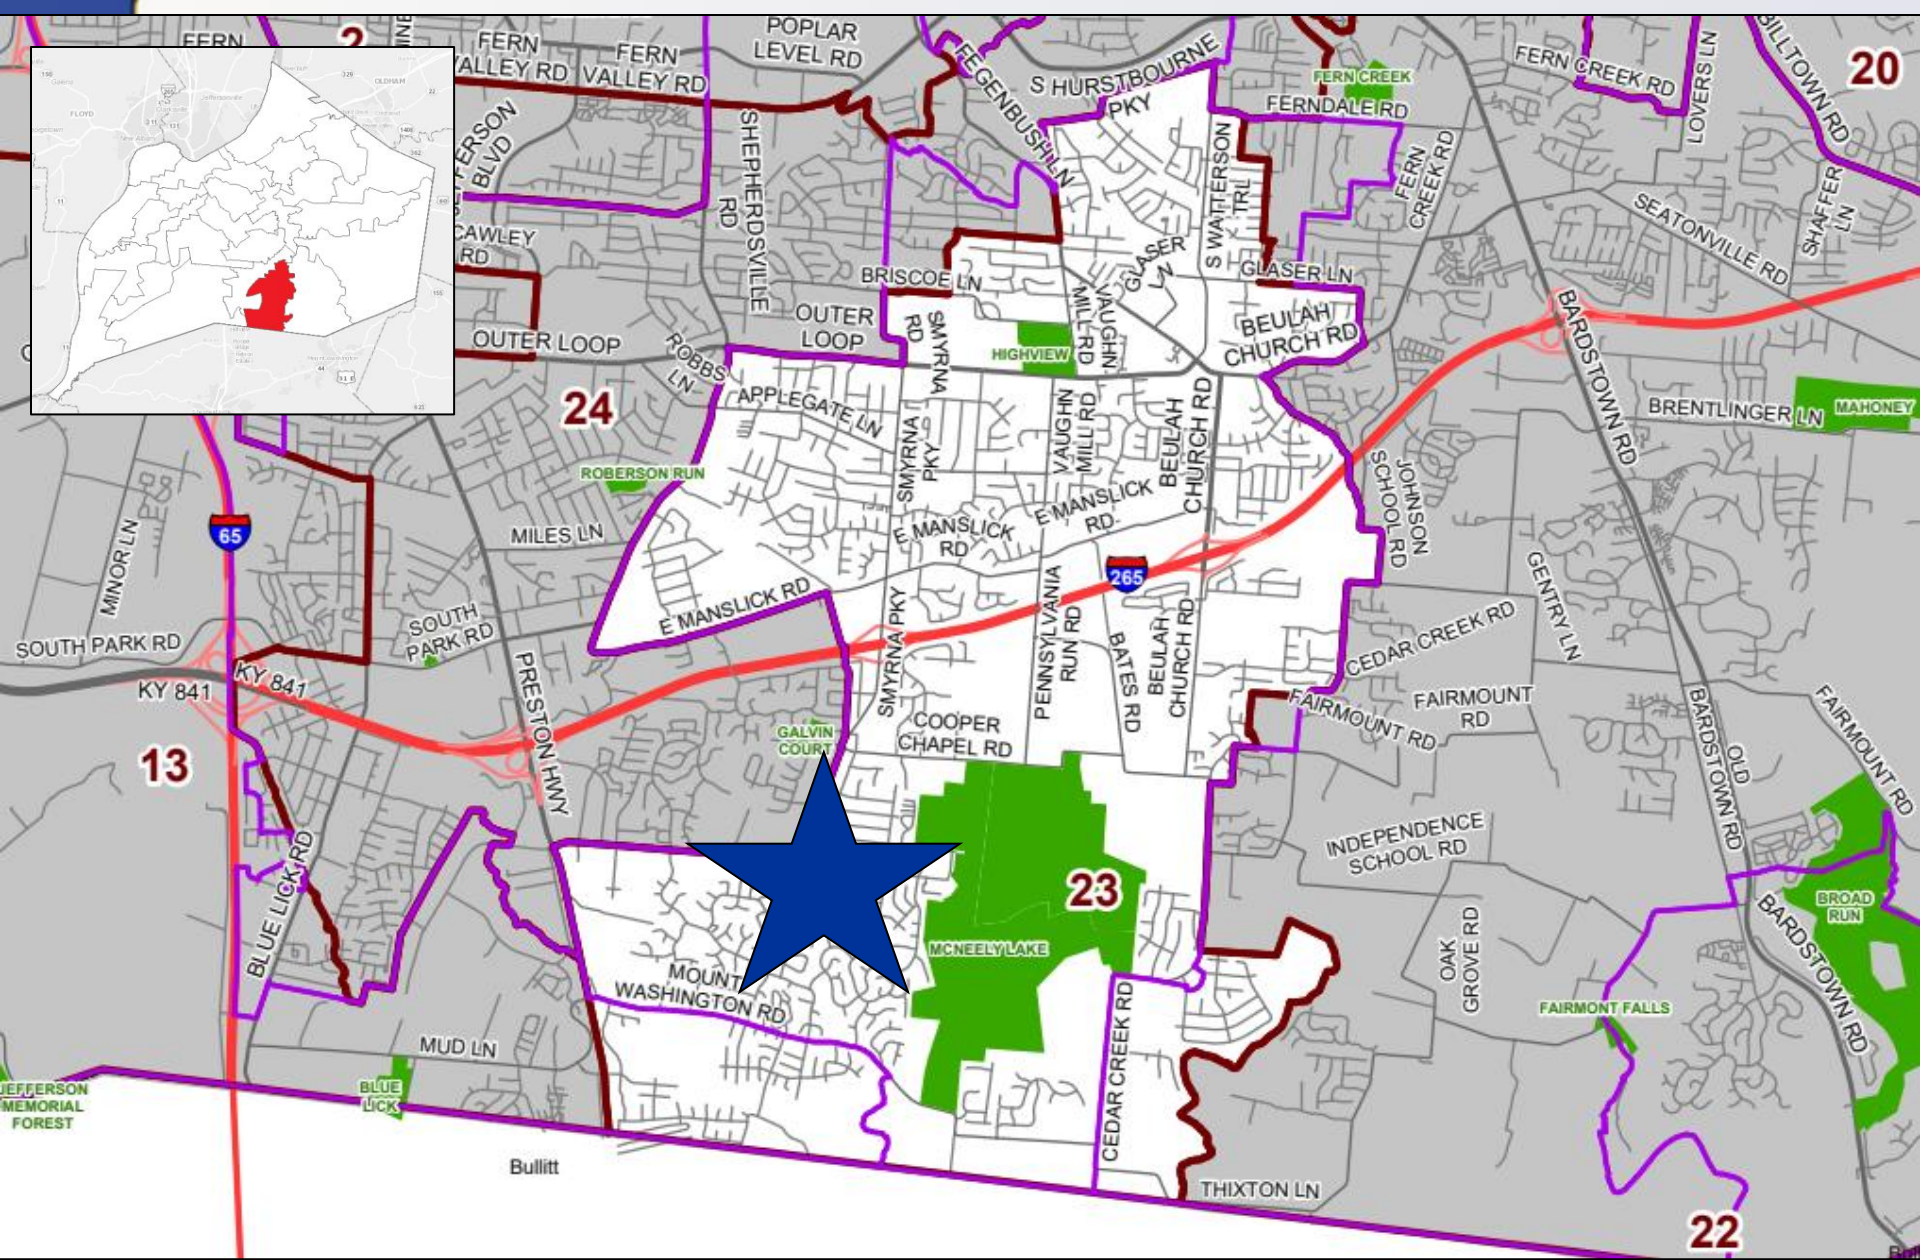 2
FERN
FERN
VALLEY RD
FERN
VALLEY RD
POPLAR
LEVEL RD
FEGENBUSH LN
S HURSTBOURNE
PKY
FERN CREEK
FERNDALE RD
FERN CREEK RD
LOVERS LN
BILLTOWN RD
20
FLOYD
OLDHAM
SHEPHERDSVILLE
RD
S WATTERSON
TRL
FERN
CREEK RD
SEATONVILLE RD
SHAFFER
LN
BRISCOE LN
GLASER
LN
GLASER LN
OUTER LOOP
OUTER
LOOP
SMYRNA
RD
HIGHVIEW
VAUGHN
MILL RD
BEULAH
CHURCH RD
BARDSTOWN RD
ROBBS
LN
24
APPLEGATE LN
SMYRNA
PKY
VAUGHN
MILL RD
BEULAH
CHURCH RD
BRENTLINGER LN
MAHONEY
ROBERSON RUN
JOHNSON
SCHOOL RD
MILES LN
E MANSLICK
RD
E MANSLICK
RD
65
MINOR LN
265
GENTRY LN
E MANSLICK RD
SOUTH
PARK RD
SOUTH PARK RD
KY 841
KY 841
PRESTON HWY
SMYRNA PKY
PENNSYLVANIA
RUN RD
BATES RD
BEULAH
CHURCH RD
CEDAR CREEK RD
FAIRMOUNT RD
FAIRMOUNT
RD
OLD
BARDSTOWN RD
FAIRMOUNT RD
13
GALVIN
COURT
COOPER
CHAPEL RD
INDEPENDENCE
SCHOOL RD
BLUE LICK RD
23
MCNEELY LAKE
OAK
GROVE RD
BROAD
RUN
BARDSTOWN RD
MOUNT
WASHINGTON RD
FAIRMONT FALLS
MUD LN
CEDAR CREEK RD
JEFFERSON
MEMORIAL
FOREST
BLUE
LICK
Bullitt
THIXTON LN
22